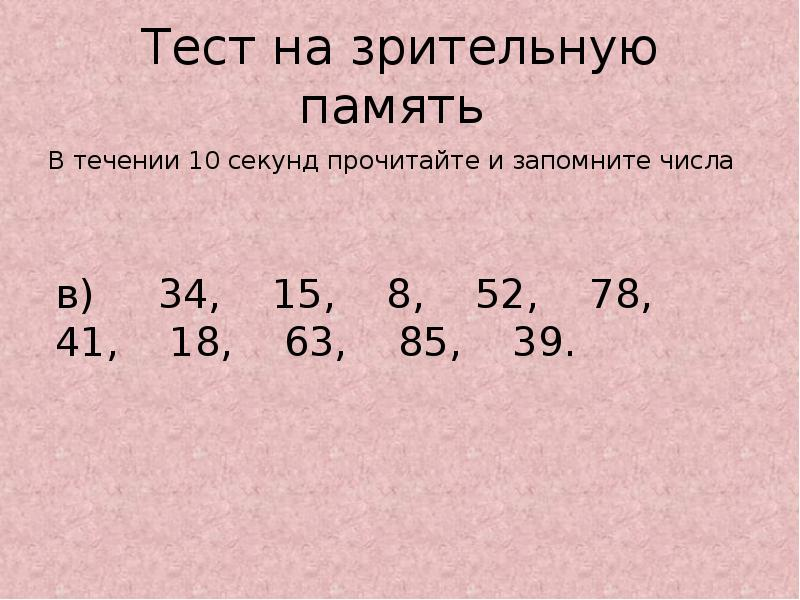 Тест на зрительную
память
В течении 10 секунд прочитайте и запомните числа
в) 34, 15, 8, 52, 78,
41, 18, 63, 85, 39.